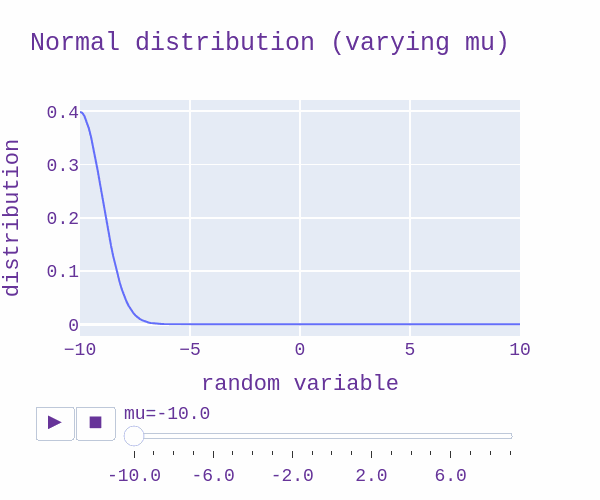 Normal distribution (varying mu)
distribution
0.4
0.3
0.2
0.1
0
−10 −5 0 5 10
random variable
mu=-10.0
-10.0 -6.0 -2.0 2.0 6.0